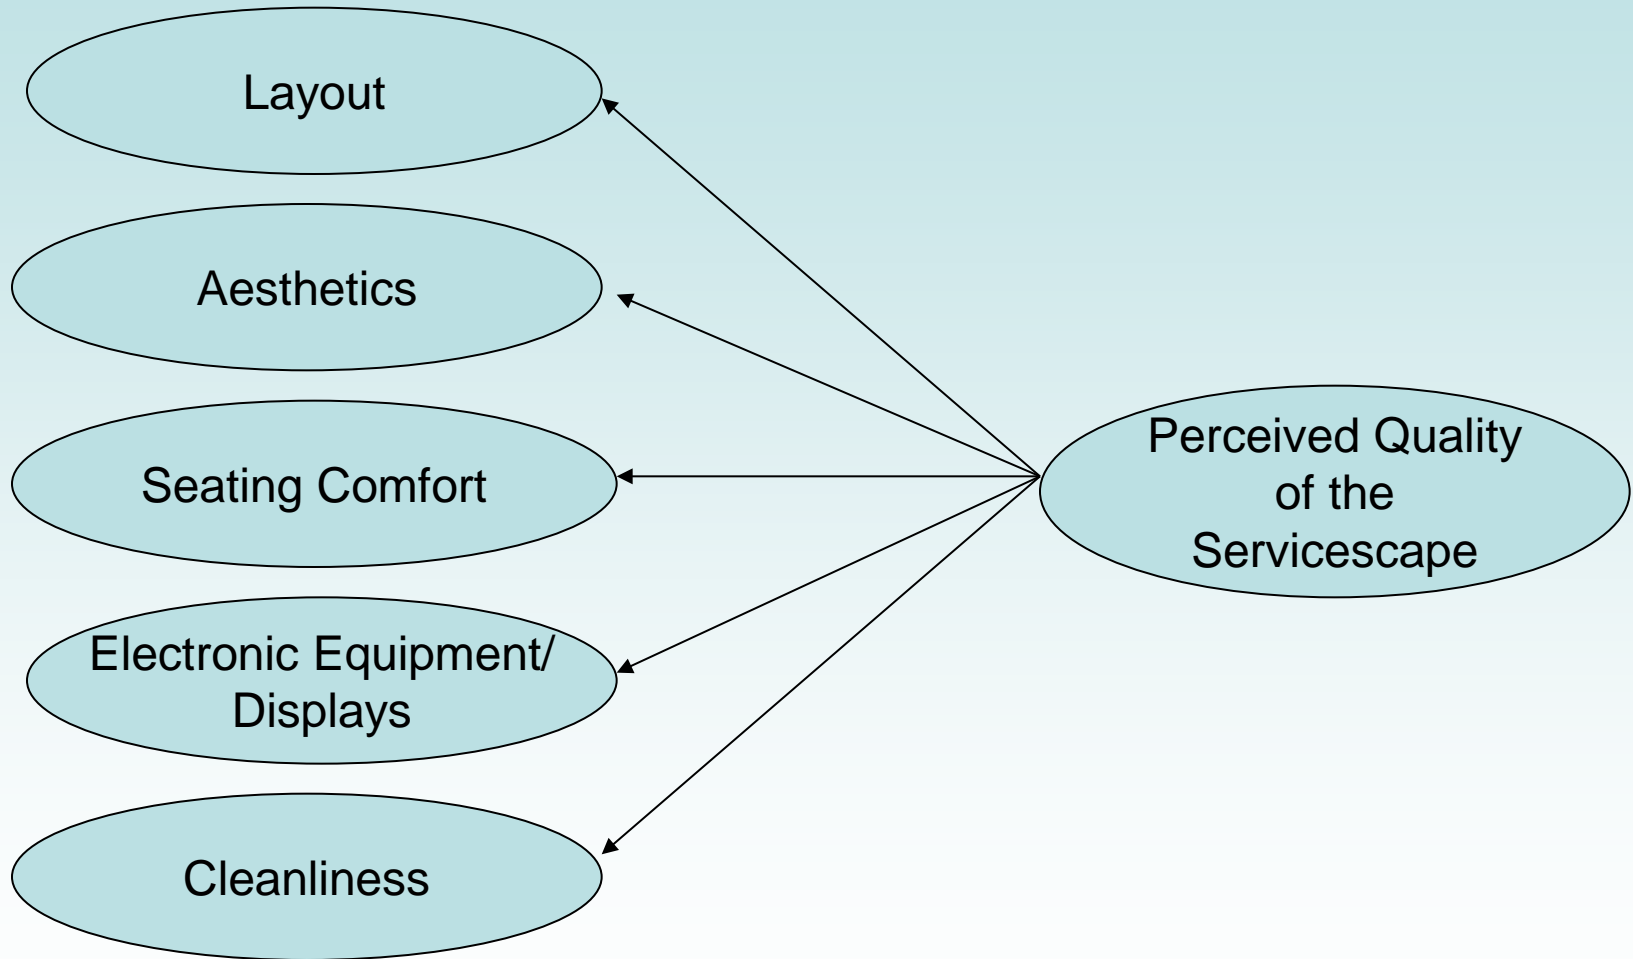 Layout
Aesthetics
Seating Comfort
Electronic Equipment/
Displays
Cleanliness
Perceived Quality
of the
Servicescape